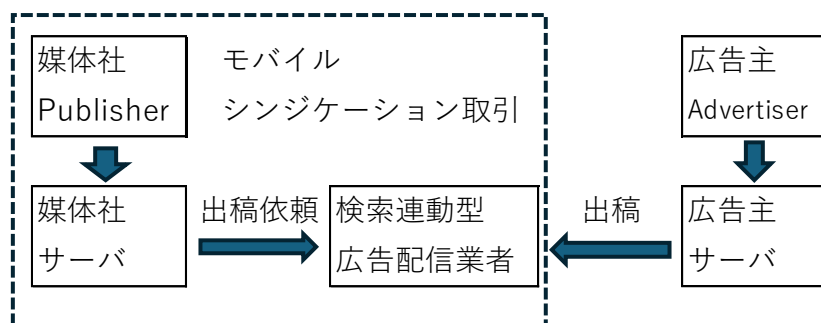 媒体社
Publisher
モバイル
シンジケーション取引
広告主
Advertiser
媒体社
サーバ
出稿依頼
検索連動型
広告配信業者
出稿
広告主
サーバ